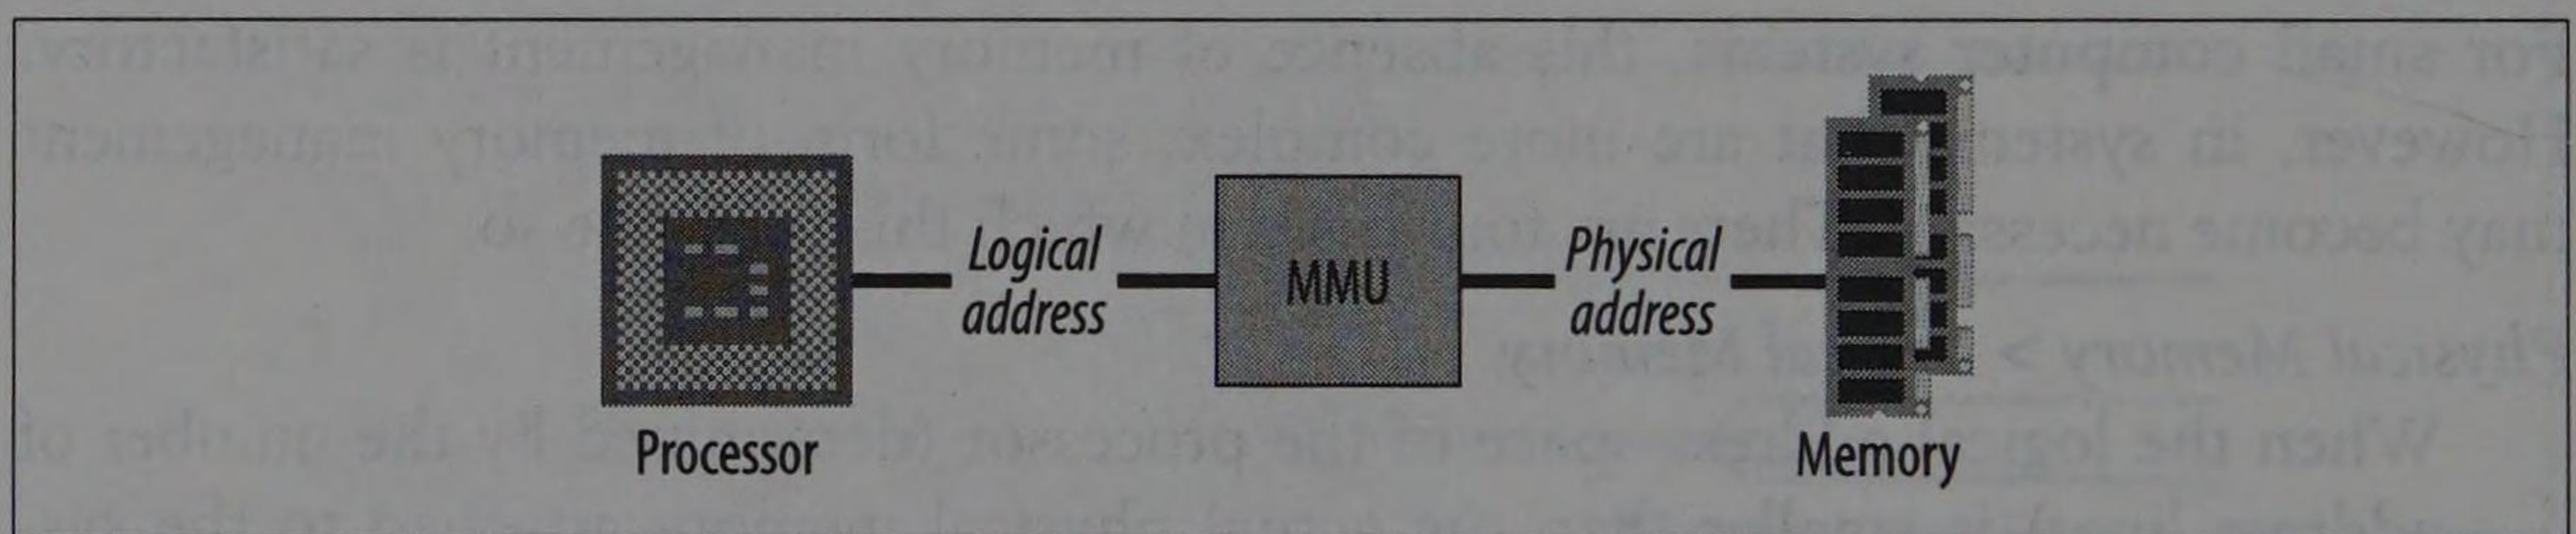 Logical
address
MMU
Physical
address
Processor
Memory